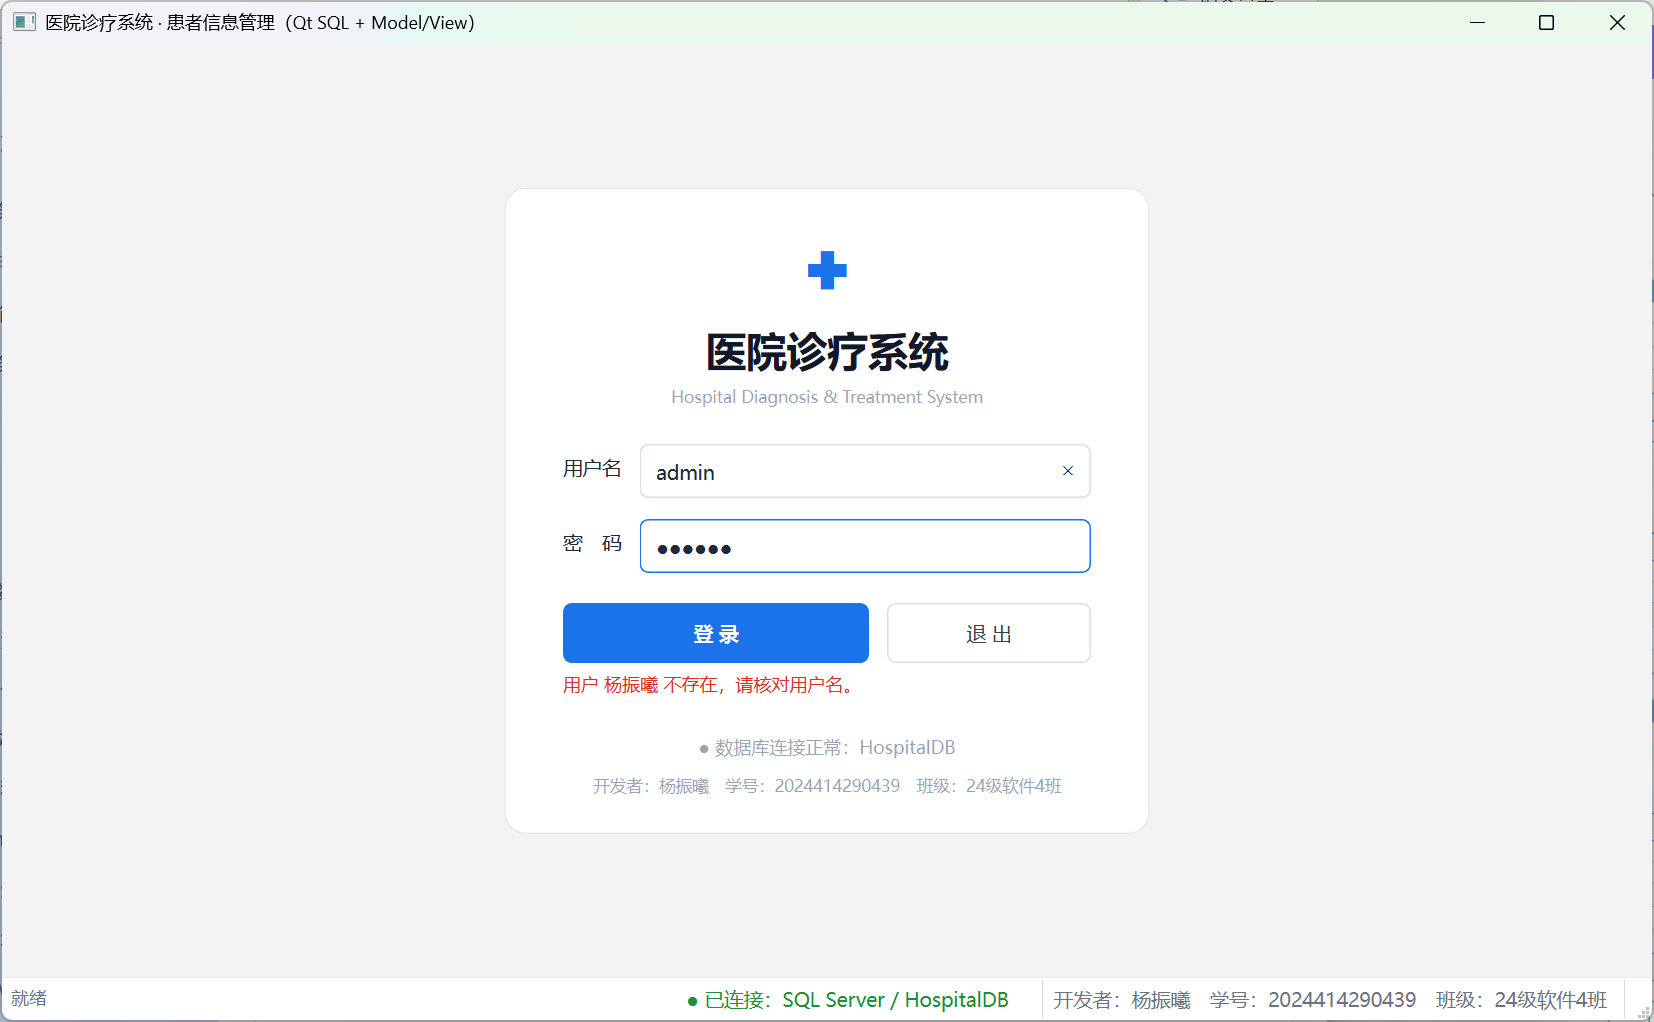 医院诊疗系统 · 患者信息管理（Qt SQL + Model/View）
医院诊疗系统
Hospital Diagnosis & Treatment System
用户名 admin
密 码 ●●●●●●
登 录 退 出
用户 杨振曦 不存在，请核对用户名。
● 数据库连接正常：HospitalDB
开发者：杨振曦 学号：2024414290439 班级：24级软件4班
就绪 ● 已连接：SQL Server / HospitalDB 开发者：杨振曦 学号：2024414290439 班级：24级软件4班